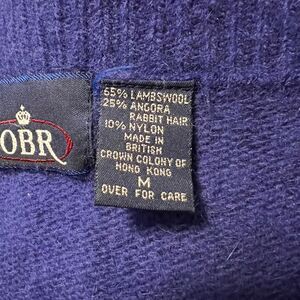 OBR
65% LAMBSWOOL
25% ANGORA
RABBIT HAIR
10% NYLON
MADE IN
BRITISH
CROWN COLONY OF
HONG KONG
M
OVER FOR CARE